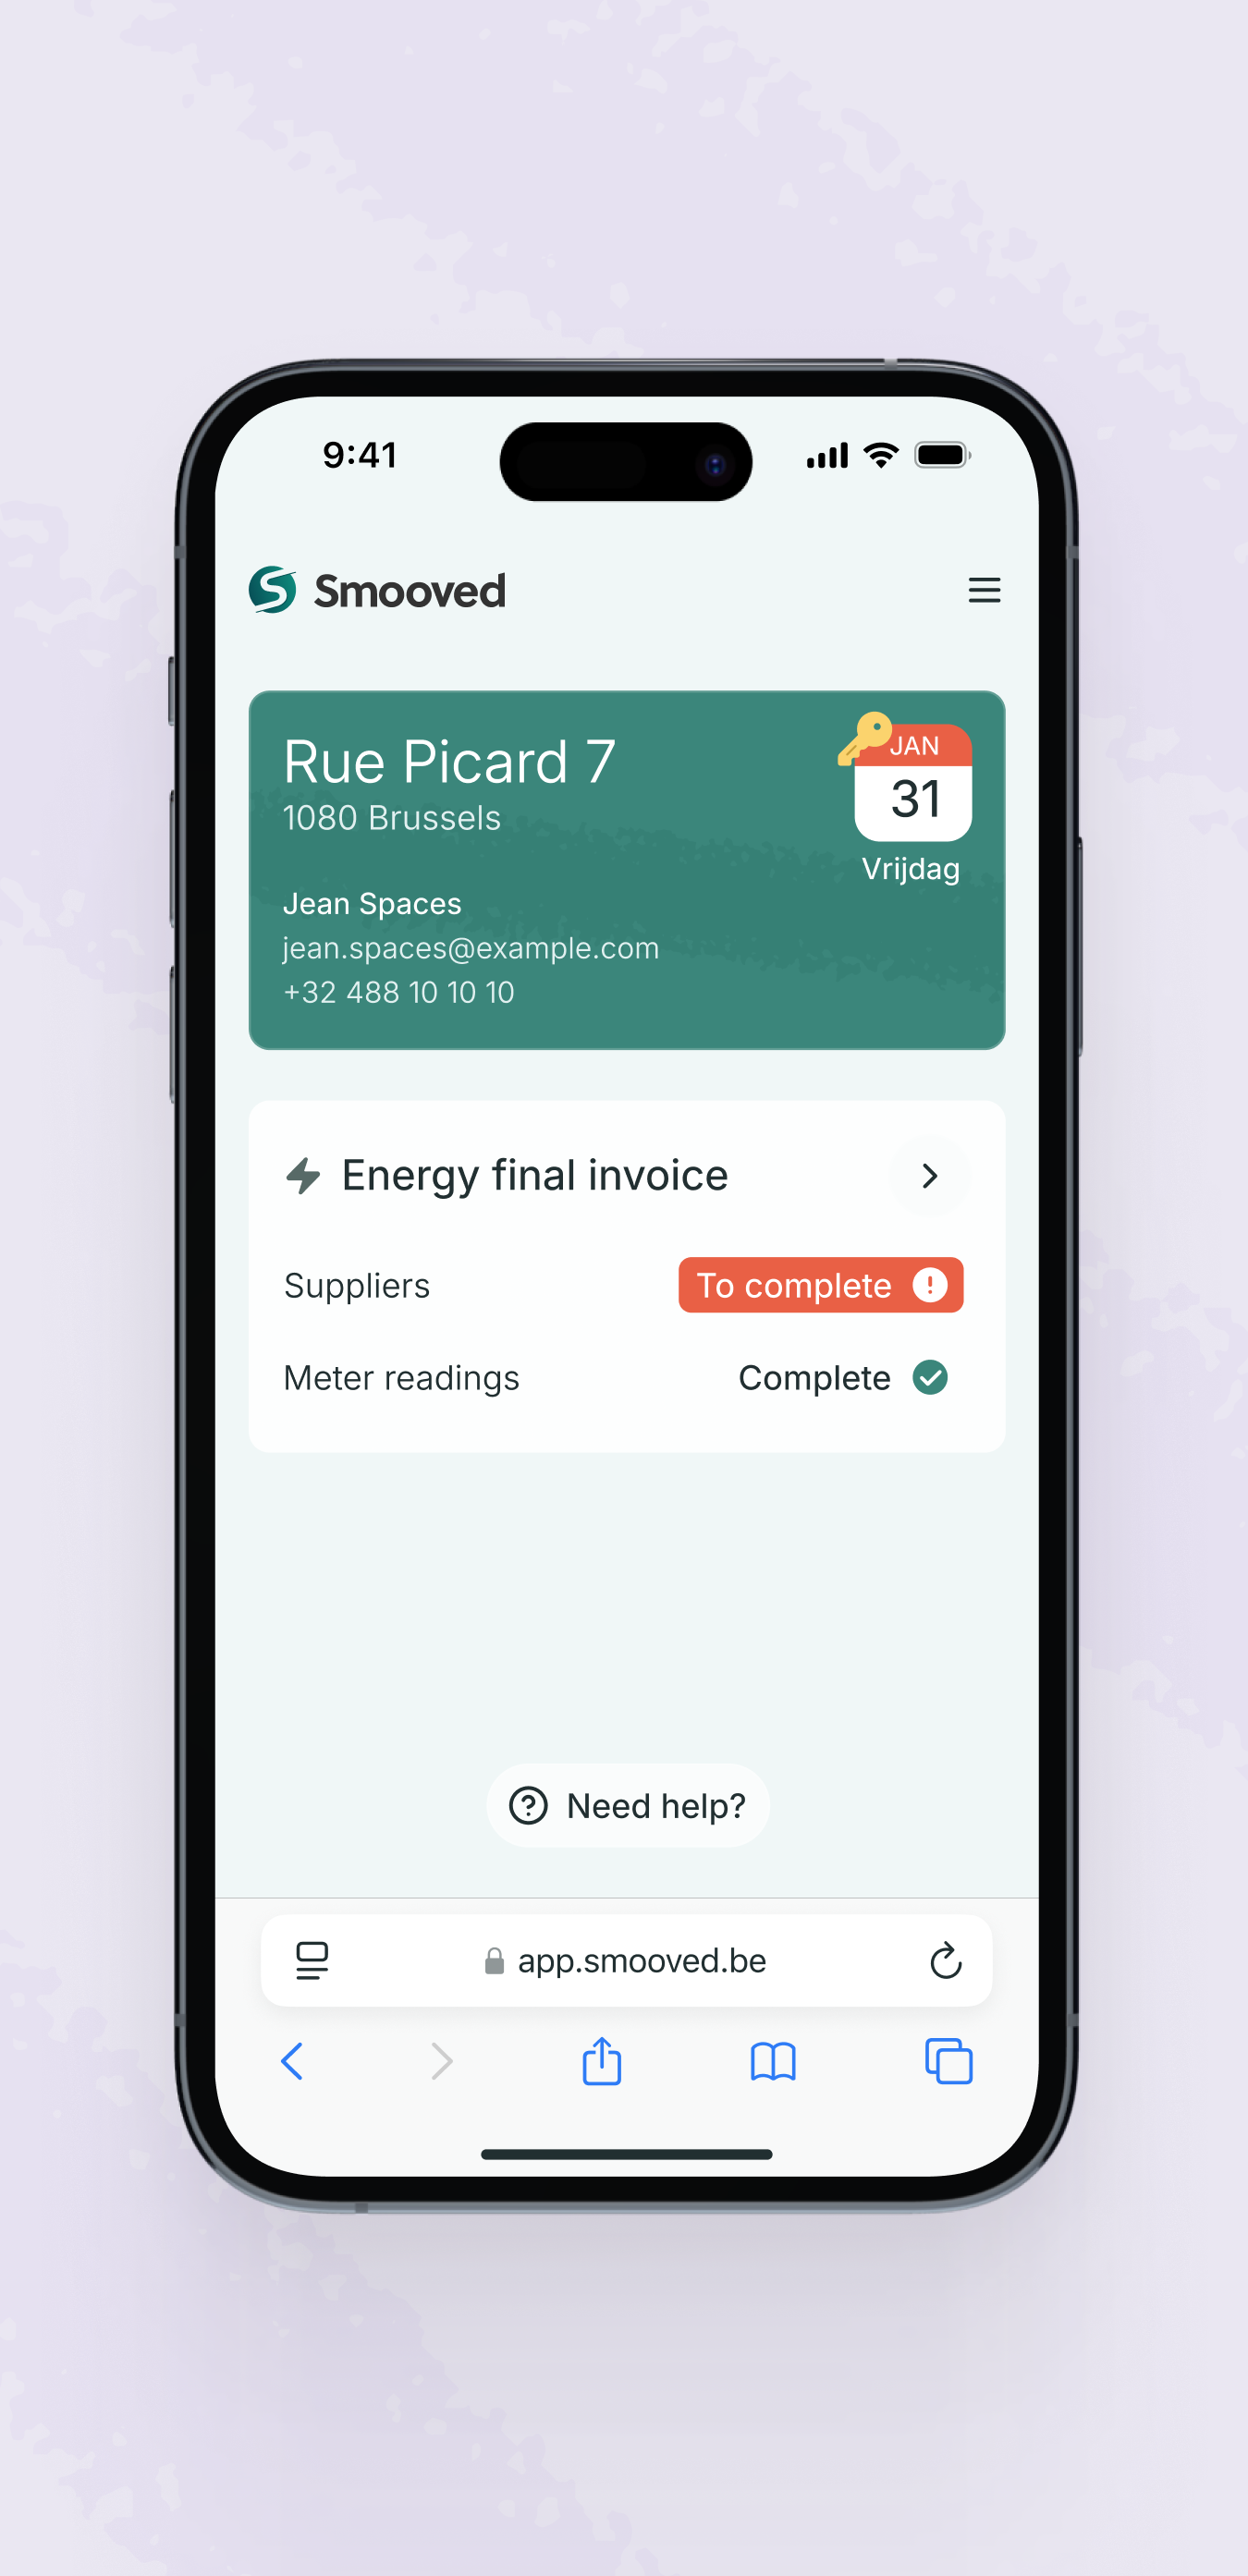 9:41
Smooved
Rue Picard 7
1080 Brussels
JAN
31
Vrijdag
Jean Spaces
jean.spaces@example.com
+32 488 10 10 10
Energy final invoice
Suppliers To complete
Meter readings Complete
Need help?
app.smooved.be